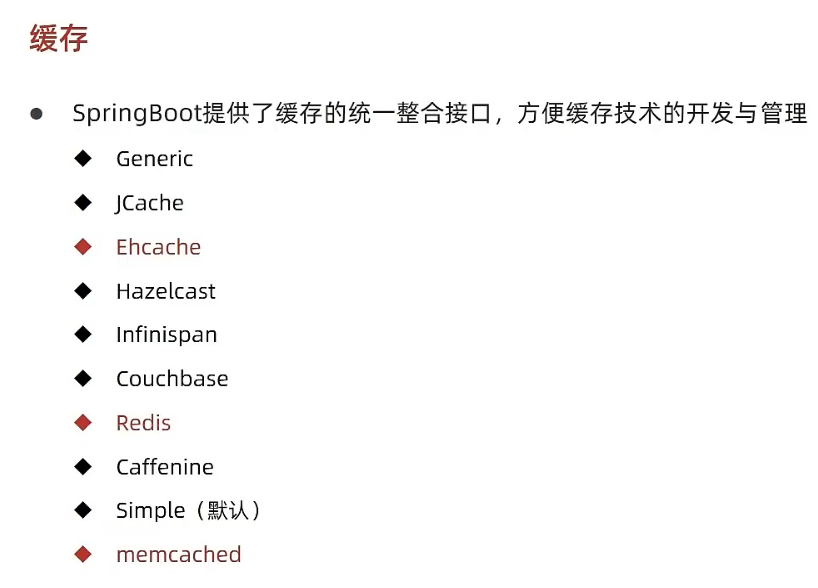 缓存
SpringBoot提供了缓存的统一整合接口，方便缓存技术的开发与管理
Generic
JCache
Ehcache
Hazelcast
Infinispan
Couchbase
Redis
Caffenine
Simple（默认）
memcached